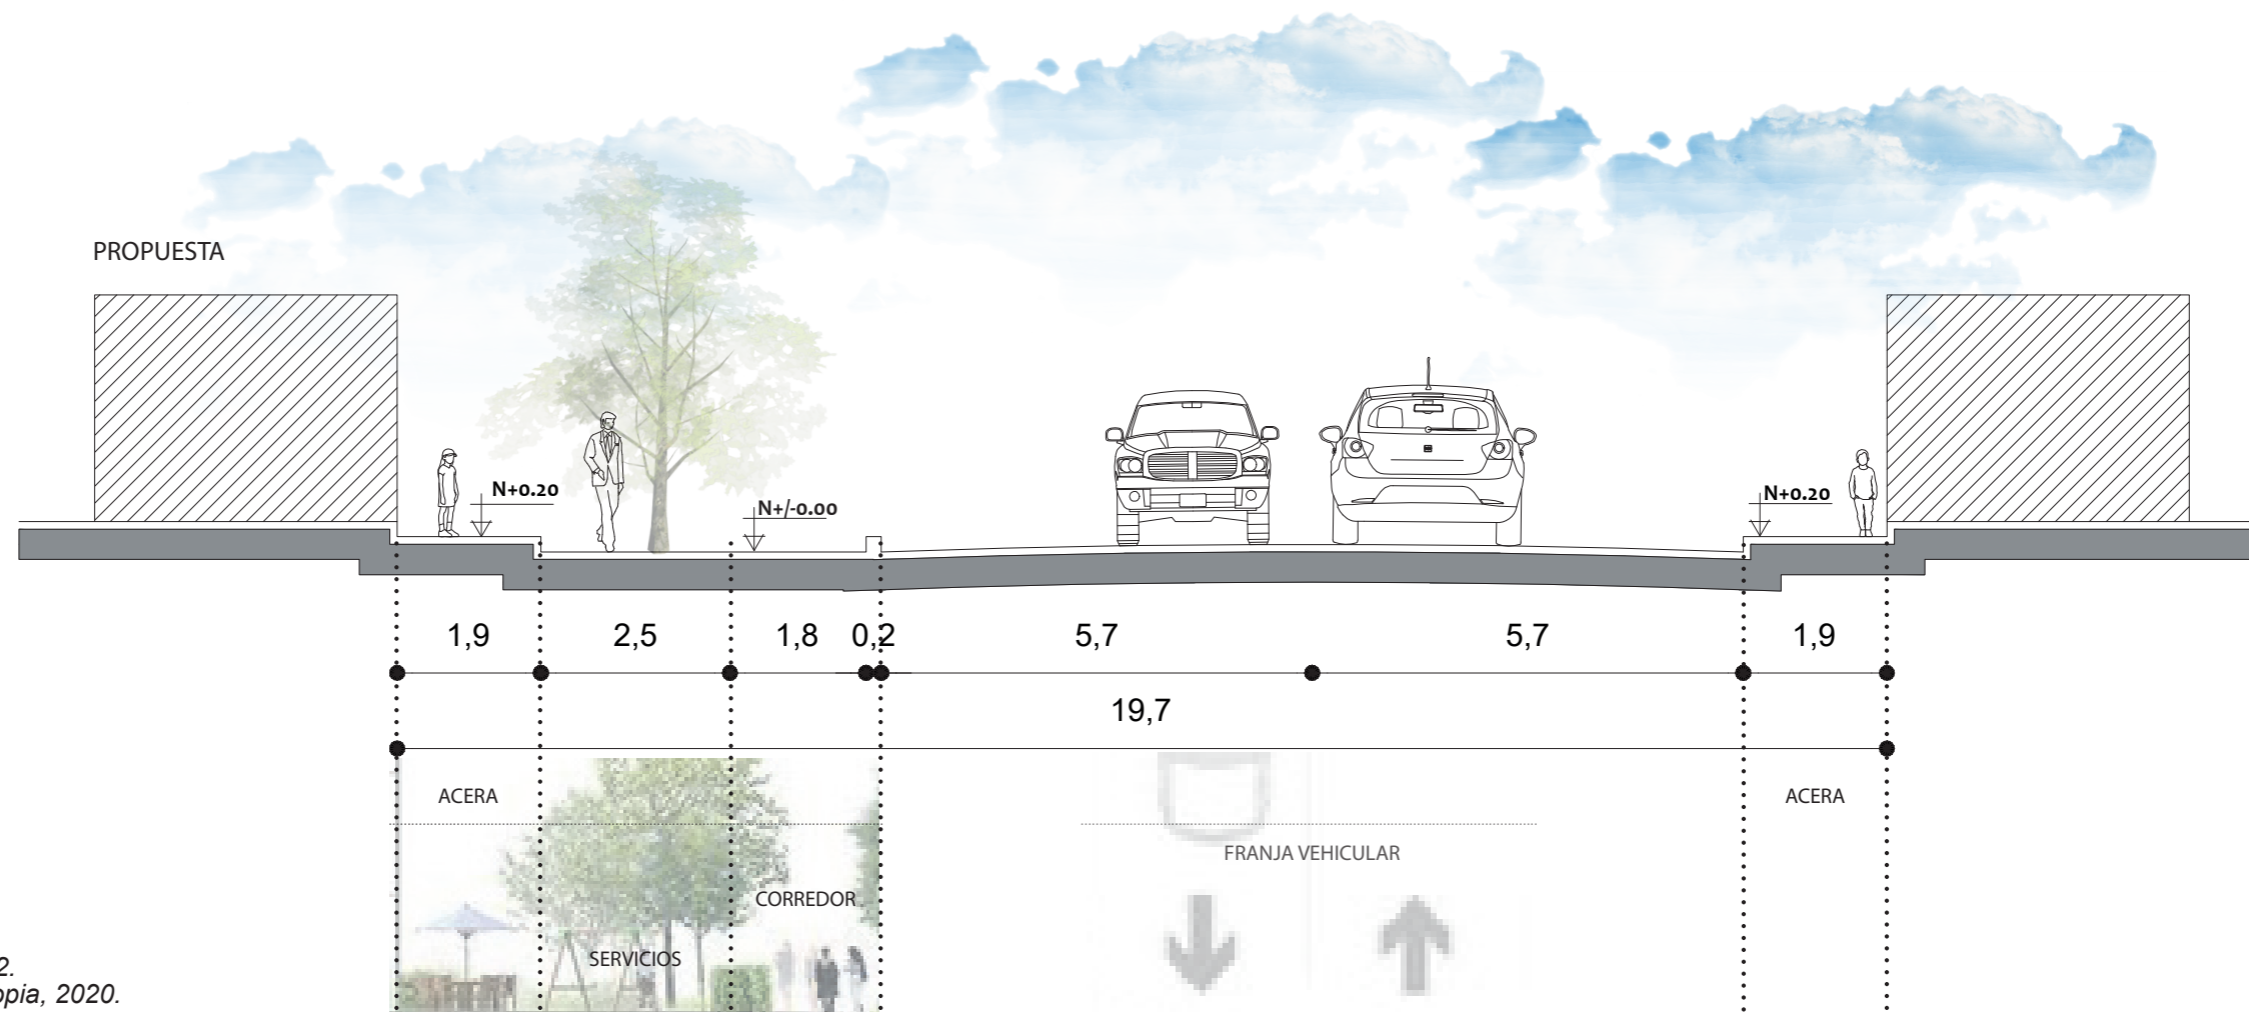 PROPUESTA
N+0.20
N+/-0.00
N+0.20
1,9
2,5
1,8
0,2
5,7
5,7
1,9
19,7
ACERA
ACERA
FRANJA VEHICULAR
CORREDOR
SERVICIOS
2.
opia, 2020.